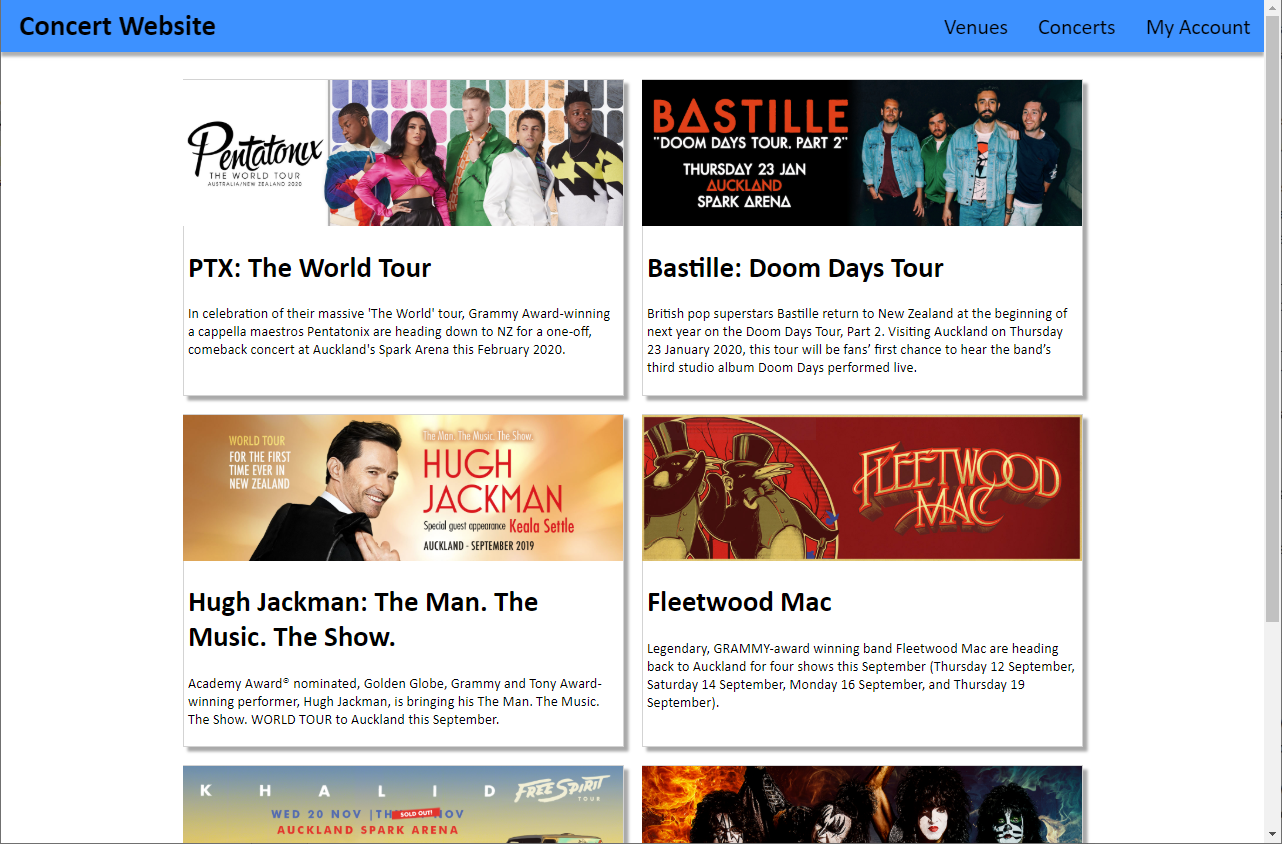 Concert Website
Venues
Concerts
My Account
Pentatonix
THE WORLD TOUR
AUSTRALIA/NEW ZEALAND 2020
BASTILLE
"DOOM DAYS TOUR. PART 2"
THURSDAY 23 JAN
AUCKLAND
SPARK ARENA
PTX: The World Tour
In celebration of their massive 'The World' tour, Grammy Award-winning
a cappella maestros Pentatonix are heading down to NZ for a one-off,
comeback concert at Auckland's Spark Arena this February 2020.
Bastille: Doom Days Tour
British pop superstars Bastille return to New Zealand at the beginning of
next year on the Doom Days Tour, Part 2. Visiting Auckland on Thursday
23 January 2020, this tour will be fans’ first chance to hear the band’s
third studio album Doom Days performed live.
WORLD TOUR
FOR THE FIRST
TIME EVER IN
NEW ZEALAND
The Man. The Music. The Show.
HUGH
JACKMAN
Special guest appearance Keala Settle
AUCKLAND - SEPTEMBER 2019
FLEETWOOD
MAC
Hugh Jackman: The Man. The
Music. The Show.
Academy Award® nominated, Golden Globe, Grammy and Tony Award-
winning performer, Hugh Jackman, is bringing his The Man. The Music.
The Show. WORLD TOUR to Auckland this September.
Fleetwood Mac
Legendary, GRAMMY-award winning band Fleetwood Mac are heading
back to Auckland for four shows this September (Thursday 12 September,
Saturday 14 September, Monday 16 September, and Thursday 19
September).
KHALID
FREE SPIRIT
TOUR
WED 20 NOV | TH NOV
SOLD OUT!
AUCKLAND SPARK ARENA